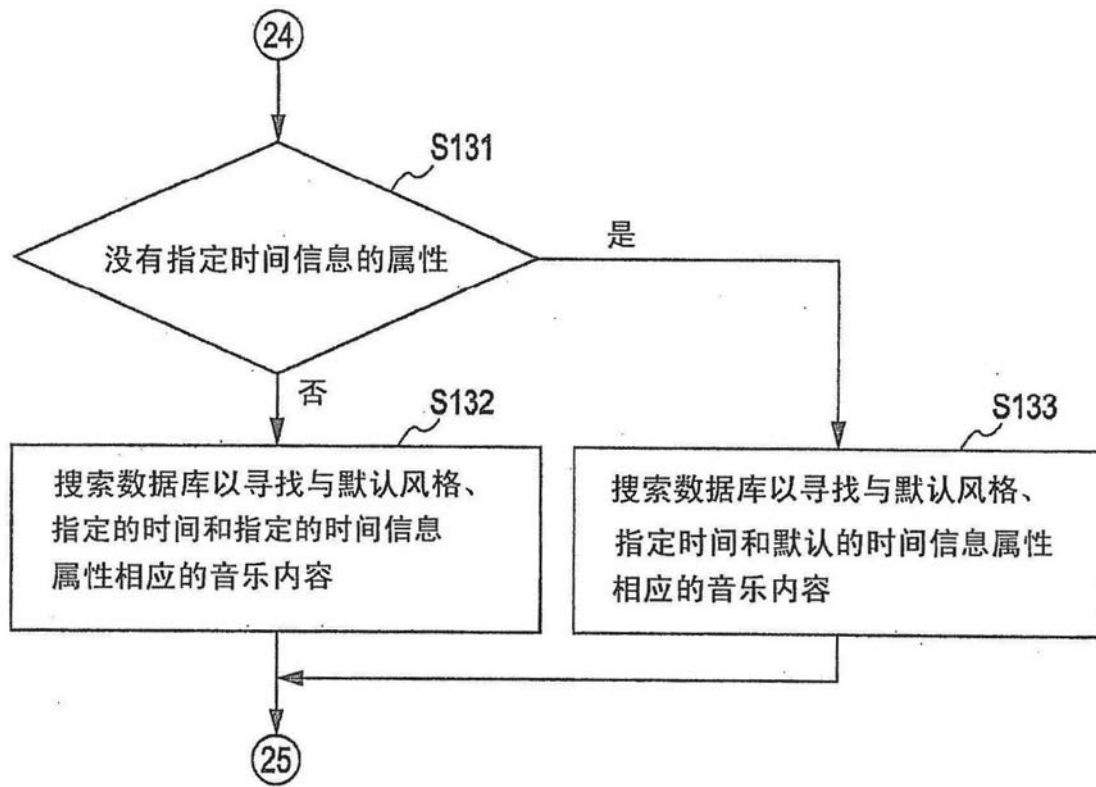 24
S131
没有指定时间信息的属性
是
否
S132
S133
搜索数据库以寻找与默认风格、
指定的时间和指定的时间信息
属性相应的音乐内容
搜索数据库以寻找与默认风格、
指定时间和默认的时间信息属性
相应的音乐内容
25